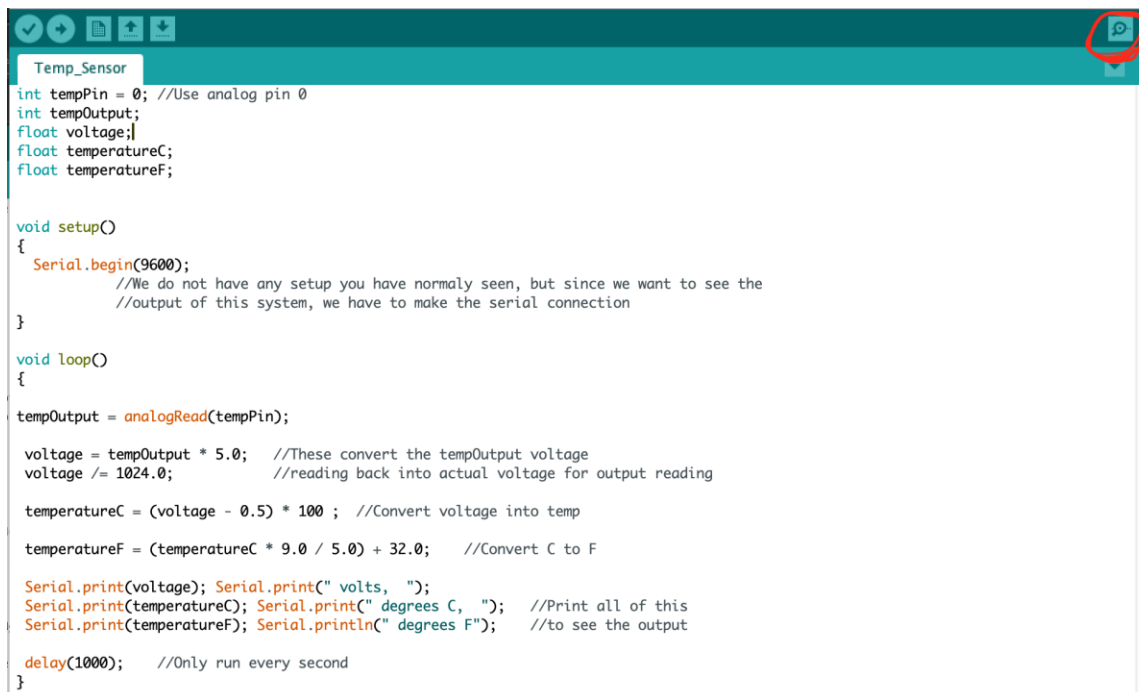 Temp_Sensor
int tempPin = 0; //Use analog pin 0
int tempOutput;
float voltage;
float temperatureC;
float temperatureF;
void setup()
{
Serial.begin(9600);
//We do not have any setup you have normaly seen, but since we want to see the
//output of this system, we have to make the serial connection
}
void loop()
{
tempOutput = analogRead(tempPin);
voltage = tempOutput * 5.0; //These convert the tempOutput voltage
voltage /= 1024.0; //reading back into actual voltage for output reading
temperatureC = (voltage - 0.5) * 100 ; //Convert voltage into temp
temperatureF = (temperatureC * 9.0 / 5.0) + 32.0; //Convert C to F
Serial.print(voltage); Serial.print(" volts, ");
Serial.print(temperatureC); Serial.print(" degrees C, "); //Print all of this
Serial.print(temperatureF); Serial.println(" degrees F"); //to see the output
delay(1000); //Only run every second
}